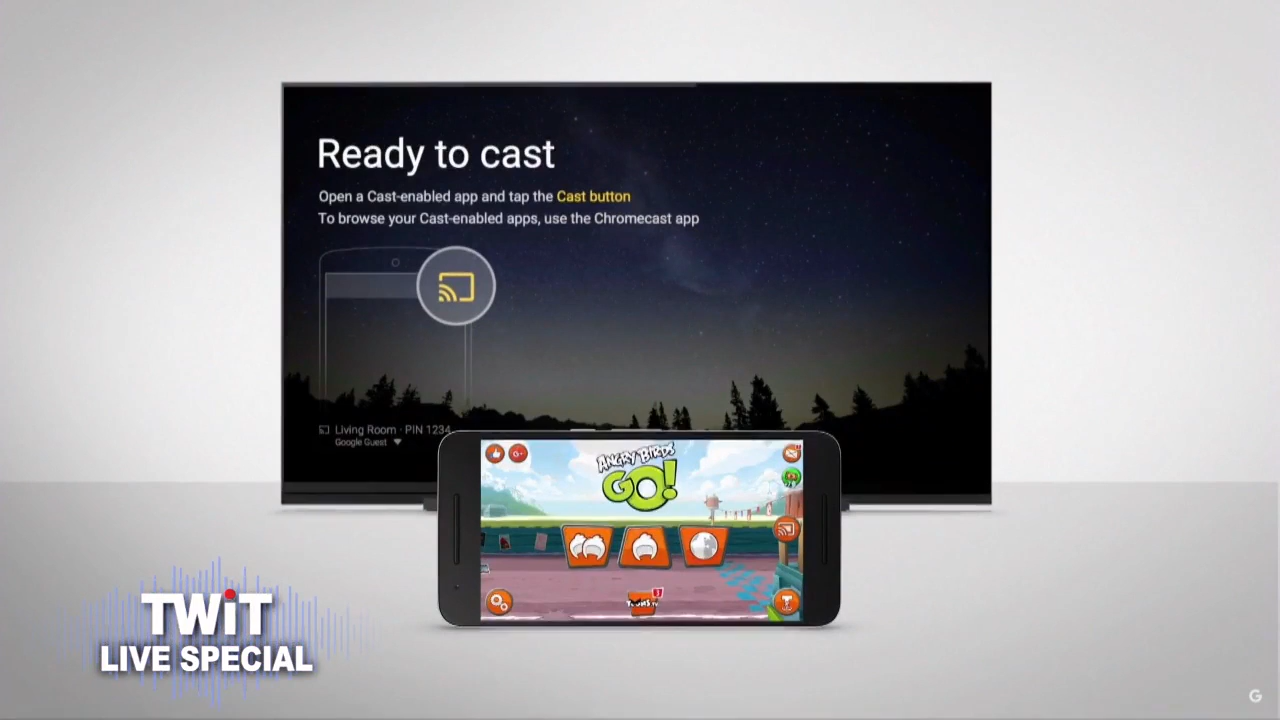 Ready to cast
Open a Cast-enabled app and tap the Cast button
To browse your Cast-enabled apps, use the Chromecast app
Living Room · PIN 1234
Google Guest
ANGRY BIRDS
GO!
TWiT
LIVE SPECIAL
G